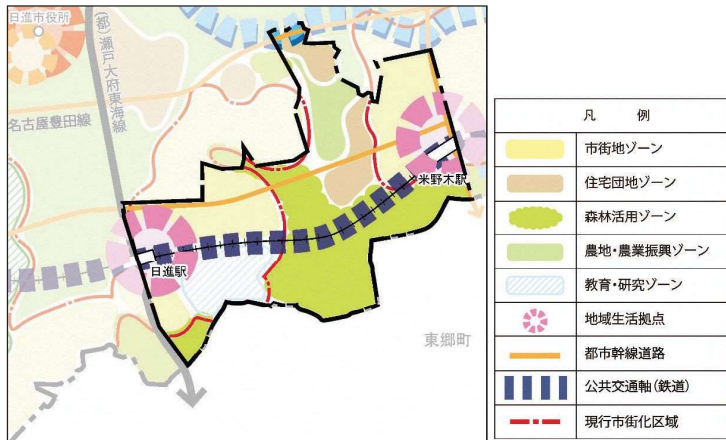 日進市役所
(都)瀬戸大府東海線
名古屋豊田線
米野木駅
日進駅
東郷町
凡 例
市街地ゾーン
住宅団地ゾーン
森林活用ゾーン
農地・農業振興ゾーン
教育・研究ゾーン
地域生活拠点
都市幹線道路
公共交通軸(鉄道)
現行市街化区域